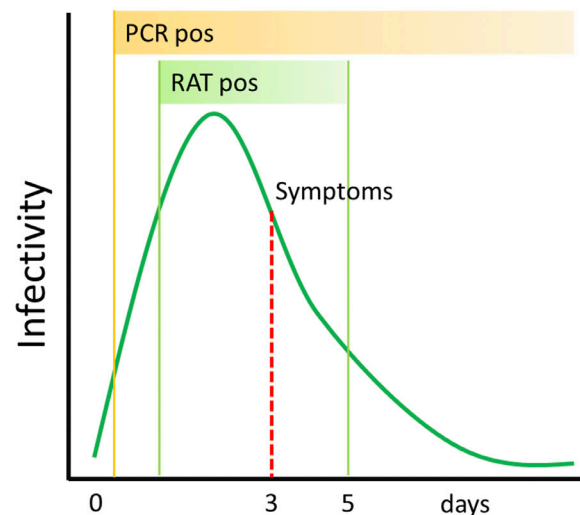 PCR pos
RAT pos
Symptoms
Infectivity
0 3 5 days